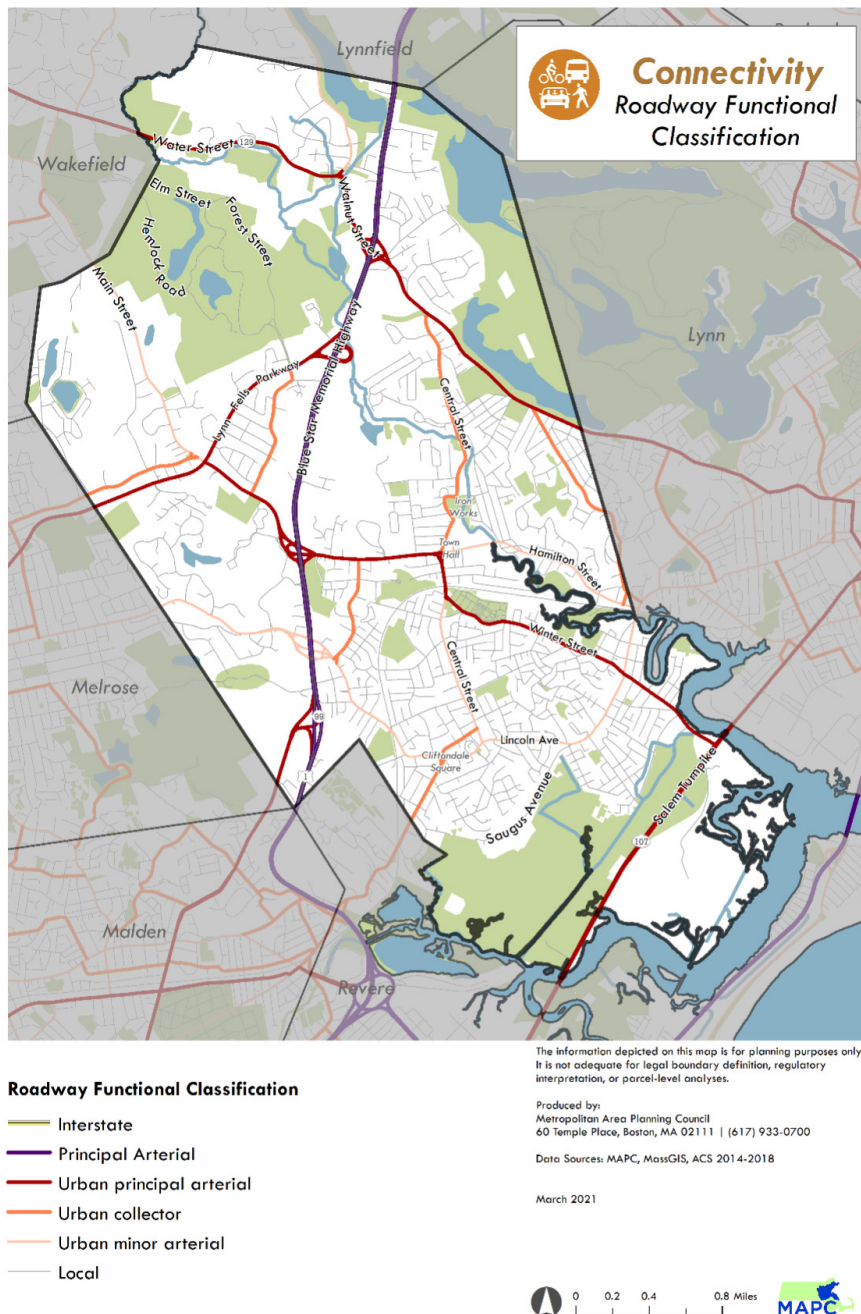 Lynnfield
Connectivity
Roadway Functional
Classification
Water Street
129
Wakefield
Elm Street
Forest Street
Hemlock Road
Walnut Street
Main Street
Lynn
Blue Star Memorial Highway
Lynn Fells Parkway
Central Street
Iron
Works
Town
Hall
Hamilton Street
Winter Street
Melrose
Central Street
99
Lincoln Ave
Cliftondale
Square
1
Saugus Avenue
Salem Turnpike
107
Malden
Revere
The information depicted on this map is for planning purposes only.
It is not adequate for legal boundary definition, regulatory
interpretation, or parcel-level analyses.
Roadway Functional Classification
Interstate
Principal Arterial
Urban principal arterial
Urban collector
Urban minor arterial
Local
Produced by:
Metropolitan Area Planning Council
60 Temple Place, Boston, MA 02111 | (617) 933-0700
Data Sources: MAPC, MassGIS, ACS 2014-2018
March 2021
0 0.2 0.4 0.8 Miles
MAPC